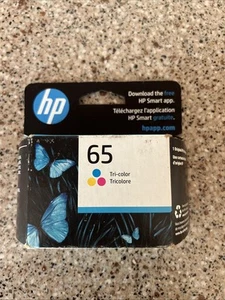 Download the free
HP Smart app.
Téléchargez l'application
HP Smart gratuite.
hpapp.com
hp
65
Tri-color
Tricolore